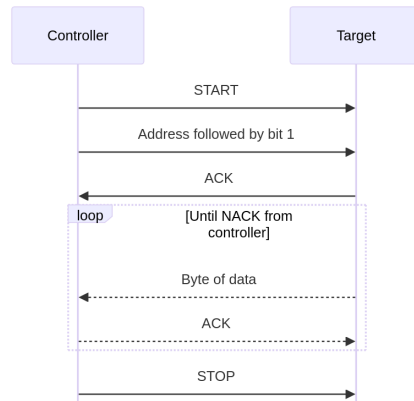 Controller
Target
START
Address followed by bit 1
ACK
loop
[Until NACK from
controller]
Byte of data
ACK
STOP